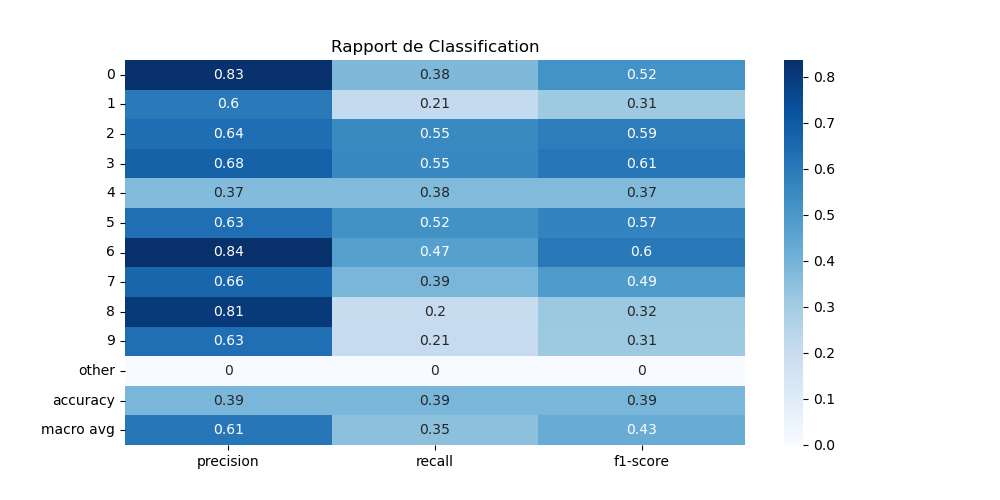 Rapport de Classification
0 0.83 0.38 0.52
1 0.6 0.21 0.31
2 0.64 0.55 0.59
3 0.68 0.55 0.61
4 0.37 0.38 0.37
5 0.63 0.52 0.57
6 0.84 0.47 0.6
7 0.66 0.39 0.49
8 0.81 0.2 0.32
9 0.63 0.21 0.31
other 0 0 0
accuracy 0.39 0.39 0.39
macro avg 0.61 0.35 0.43
precision recall f1-score
0.8
0.7
0.6
0.5
0.4
0.3
0.2
0.1
0.0